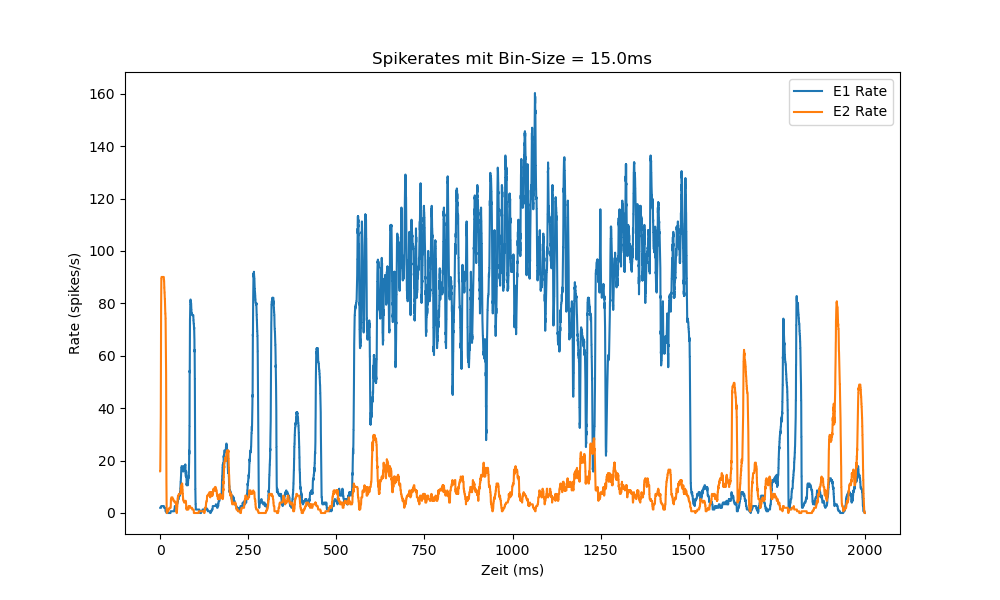 Spikerates mit Bin-Size = 15.0ms
E1 Rate
E2 Rate
Rate (spikes/s)
160
140
120
100
80
60
40
20
0
0 250 500 750 1000 1250 1500 1750 2000
Zeit (ms)